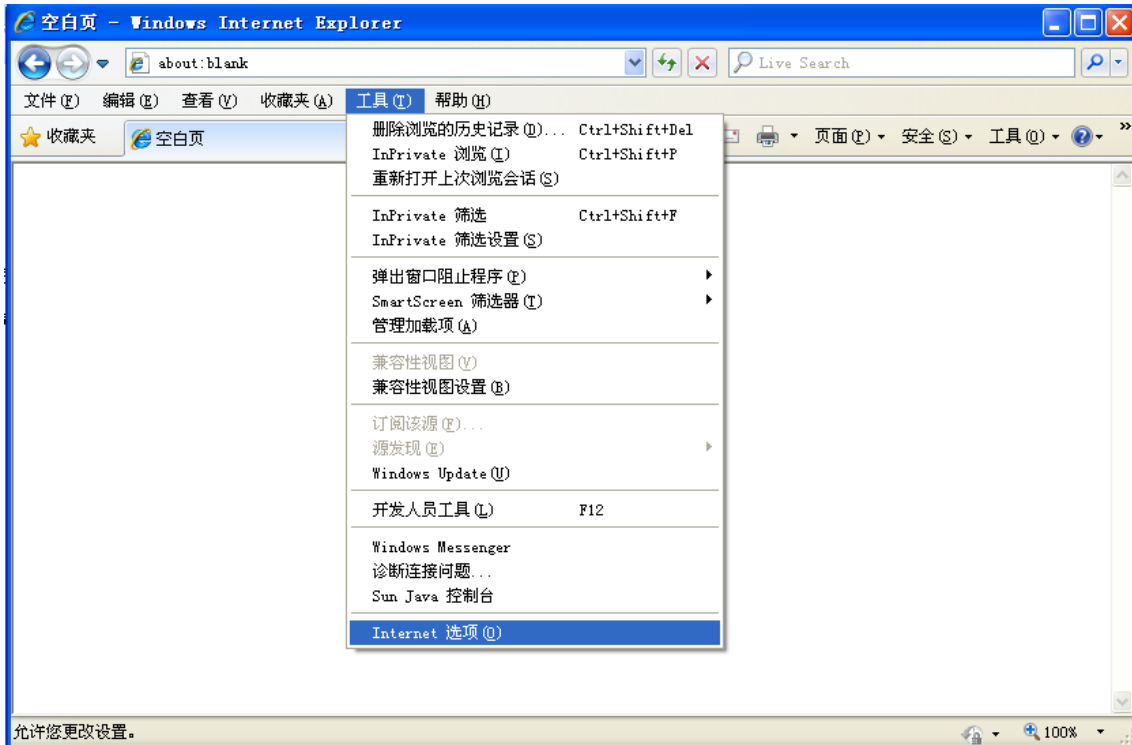 空白页 - Windows Internet Explorer
about:blank
Live Search
文件(F) 编辑(E) 查看(V) 收藏夹(A) 工具(T) 帮助(H)
收藏夹 空白页 页面(P) 安全(S) 工具(O) »
删除浏览的历史记录(D)... Ctrl+Shift+Del
InPrivate 浏览(I) Ctrl+Shift+P
重新打开上次浏览会话(S)
InPrivate 筛选 Ctrl+Shift+F
InPrivate 筛选设置(S)
弹出窗口阻止程序(P)
SmartScreen 筛选器(T)
管理加载项(A)
兼容性视图(V)
兼容性视图设置(B)
订阅该源(F)...
源发现(E)
Windows Update(U)
开发人员工具(L) F12
Windows Messenger
诊断连接问题...
Sun Java 控制台
Internet 选项(O)
允许您更改设置。 100%